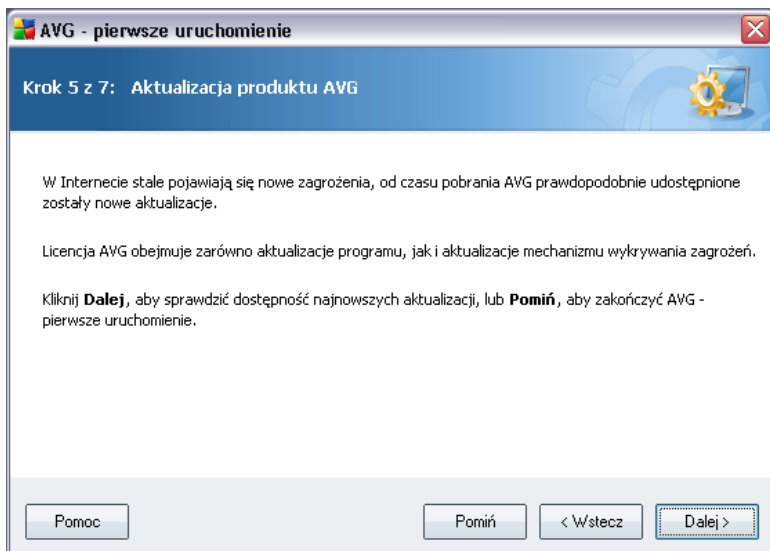 AVG - pierwsze uruchomienie
Krok 5 z 7: Aktualizacja produktu AVG
W Internecie stale pojawiają się nowe zagrożenia, od czasu pobrania AVG prawdopodobnie udostępnione
zostały nowe aktualizacje.
Licencja AVG obejmuje zarówno aktualizacje programu, jak i aktualizacje mechanizmu wykrywania zagrożeń.
Kliknij Dalej, aby sprawdzić dostępność najnowszych aktualizacji, lub Pomiń, aby zakończyć AVG -
pierwsze uruchomienie.
Pomoc Pomiń < Wstecz Dalej >